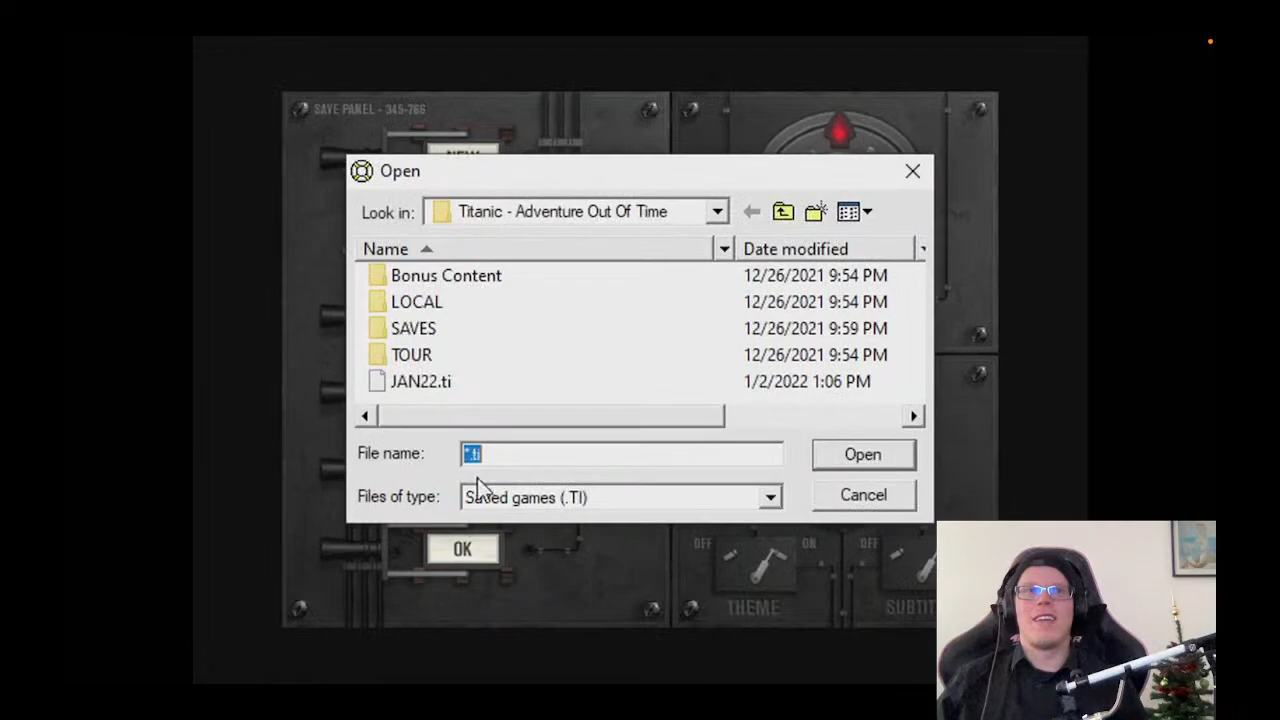 SAVE PANEL - 345-766
Open
Look in: Titanic - Adventure Out Of Time
Name Date modified
Bonus Content 12/26/2021 9:54 PM
LOCAL 12/26/2021 9:54 PM
SAVES 12/26/2021 9:59 PM
TOUR 12/26/2021 9:54 PM
JAN22.ti 1/2/2022 1:06 PM
File name: *.ti Open
Files of type: Saved games (.TI) Cancel
OK
OFF ON OFF
THEME